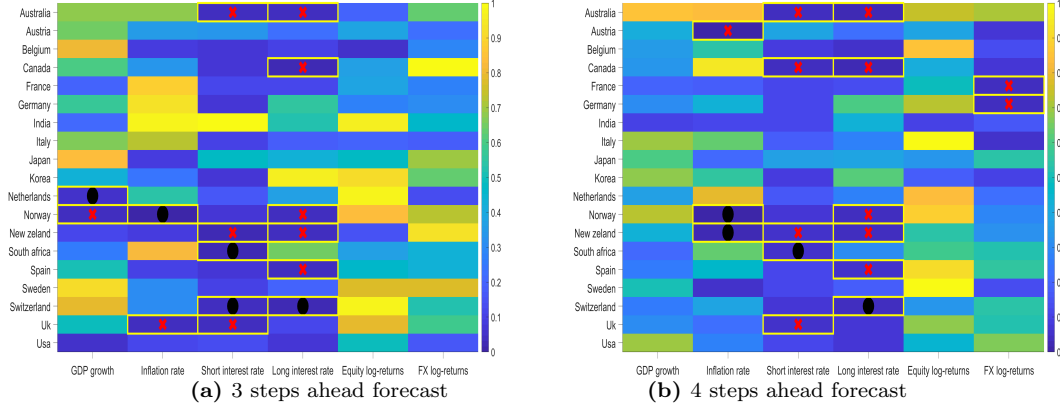 Australia
Austria
Belgium
Canada
France
Germany
India
Italy
Japan
Korea
Netherlands
Norway
New zeland
South africa
Spain
Sweden
Switzerland
Uk
Usa
GDP growth Inflation rate Short interest rate Long interest rate Equity log-returns FX log-returns
1
0.9
0.8
0.7
0.6
0.5
0.4
0.3
0.2
0.1
0
(a) 3 steps ahead forecast
Australia
Austria
Belgium
Canada
France
Germany
India
Italy
Japan
Korea
Netherlands
Norway
New zeland
South africa
Spain
Sweden
Switzerland
Uk
Usa
GDP growth Inflation rate Short interest rate Long interest rate Equity log-returns FX log-returns
(b) 4 steps ahead forecast